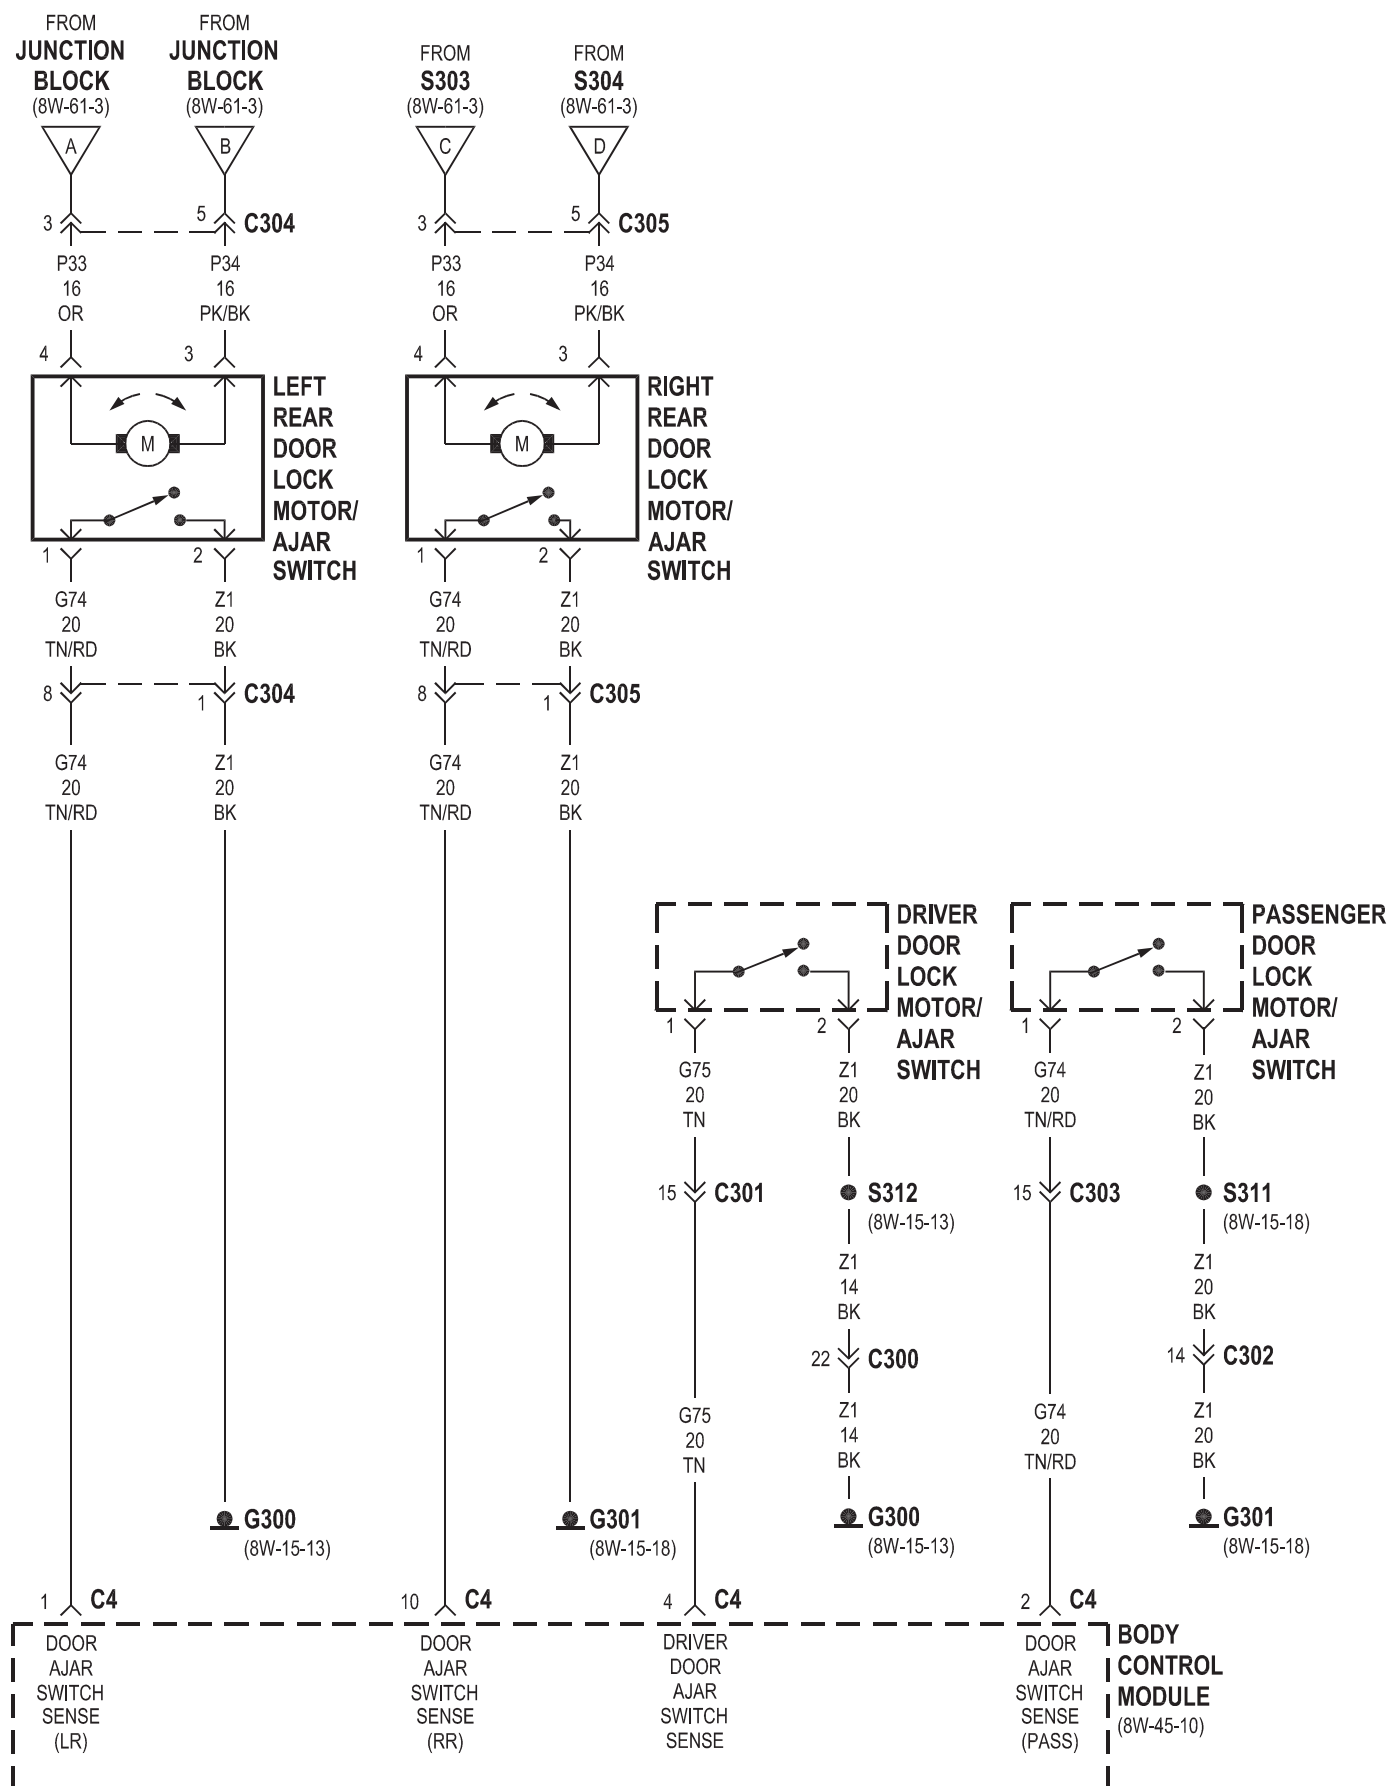 FROM
JUNCTION
BLOCK
(8W-61-3)
A
FROM
JUNCTION
BLOCK
(8W-61-3)
B
FROM
S303
(8W-61-3)
C
FROM
S304
(8W-61-3)
D
3
5
C304
3
5
C305
P33
16
OR
P34
16
PK/BK
P33
16
OR
P34
16
PK/BK
4
3
4
3
M
LEFT
REAR
DOOR
LOCK
MOTOR/
AJAR
SWITCH
M
RIGHT
REAR
DOOR
LOCK
MOTOR/
AJAR
SWITCH
1
2
1
2
G74
20
TN/RD
Z1
20
BK
G74
20
TN/RD
Z1
20
BK
8
1
C304
8
1
C305
G74
20
TN/RD
Z1
20
BK
G74
20
TN/RD
Z1
20
BK
DRIVER
DOOR
LOCK
MOTOR/
AJAR
SWITCH
PASSENGER
DOOR
LOCK
MOTOR/
AJAR
SWITCH
1
2
1
2
G75
20
TN
Z1
20
BK
G74
20
TN/RD
Z1
20
BK
15
C301
S312
(8W-15-13)
15
C303
S311
(8W-15-18)
Z1
14
BK
Z1
20
BK
22
C300
14
C302
G75
20
TN
Z1
14
BK
G74
20
TN/RD
Z1
20
BK
G300
(8W-15-13)
G301
(8W-15-18)
G300
(8W-15-13)
G301
(8W-15-18)
1
C4
10
C4
4
C4
2
C4
DOOR
AJAR
SWITCH
SENSE
(LR)
DOOR
AJAR
SWITCH
SENSE
(RR)
DRIVER
DOOR
AJAR
SWITCH
SENSE
DOOR
AJAR
SWITCH
SENSE
(PASS)
BODY
CONTROL
MODULE
(8W-45-10)